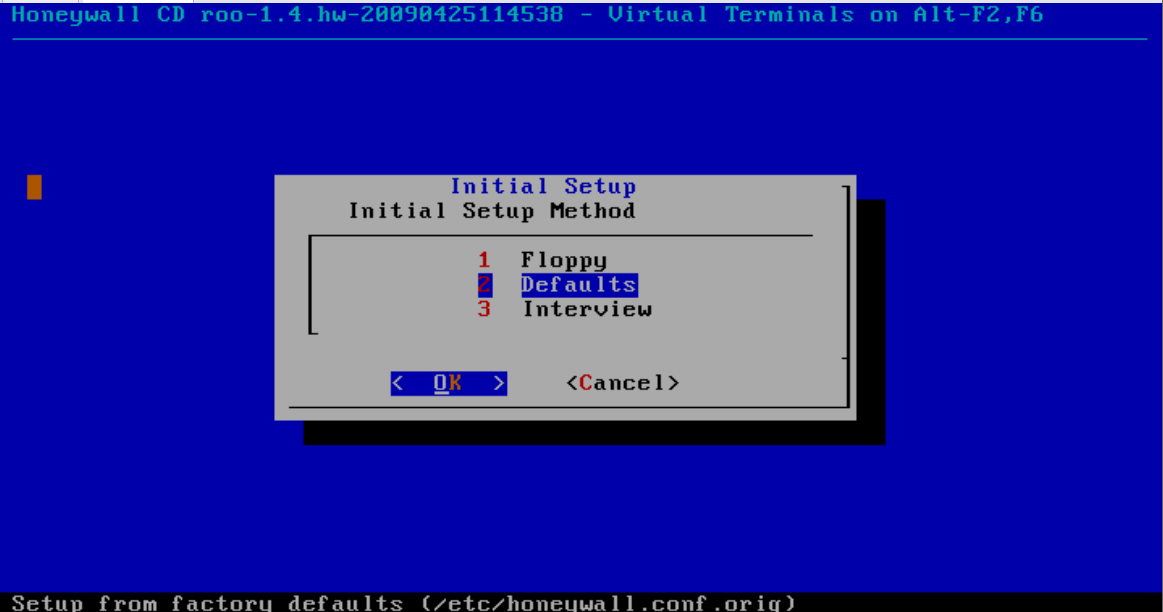 Honeywall CD roo-1.4.hw-20090425114538 - Virtual Terminals on Alt-F2,F6
Initial Setup
Initial Setup Method
1 Floppy
2 Defaults
3 Interview
< OK > <Cancel>
Setup from factory defaults (/etc/honeywall.conf.orig)